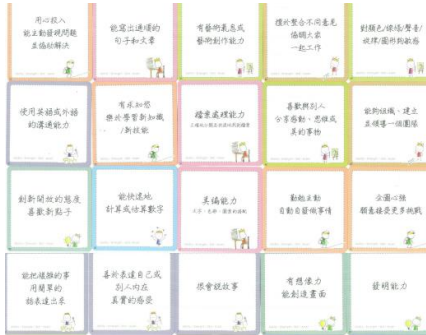 用心投入
能主動發現問題
並協助解決
能寫出通順的
句子和文章
有藝術氣息或
藝術創作能力
擅於整合不同意見
協調大家
一起工作
對顏色/線條/聲音/
旋律/圖形夠敏感
使用英語或外語
的溝通能力
有求知慾
樂於學習新知識
/新技能
檔案處理能力
喜歡與別人
分享感動、思維或
美的事物
能夠組織、建立
並領導一個團隊
創新開放的態度
喜歡新點子
能快速地
計算或估算數字
美編能力
勤勉主動
自動自發做事情
企圖心強
願意接受更多挑戰
能把複雜的事
用簡單的
話表達出來
善於表達自己或
別人內在
真實的感受
很會說故事
有想像力
能創造畫面
發明能力